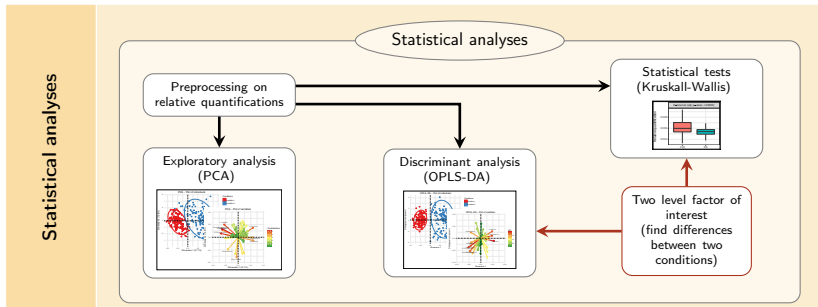 Statistical analyses
Statistical analyses
Preprocessing on
relative quantifications
Statistical tests
(Kruskall-Wallis)
Exploratory analysis
(PCA)
Discriminant analysis
(OPLS-DA)
Two level factor of
interest
(find differences
between two
conditions)